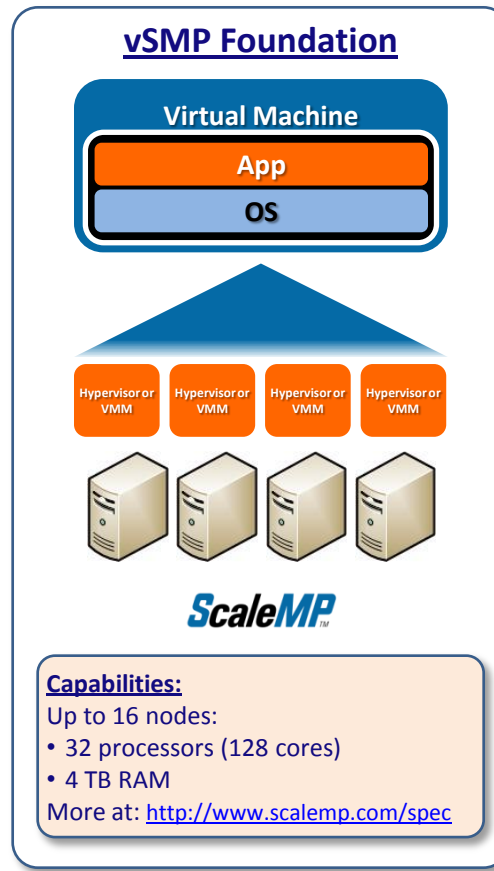 vSMP Foundation
Virtual Machine
App
OS
Hypervisor or VMM
Hypervisor or VMM
Hypervisor or VMM
Hypervisor or VMM
ScaleMP™
Capabilities:
Up to 16 nodes:
• 32 processors (128 cores)
• 4 TB RAM
More at: http://www.scalemp.com/spec